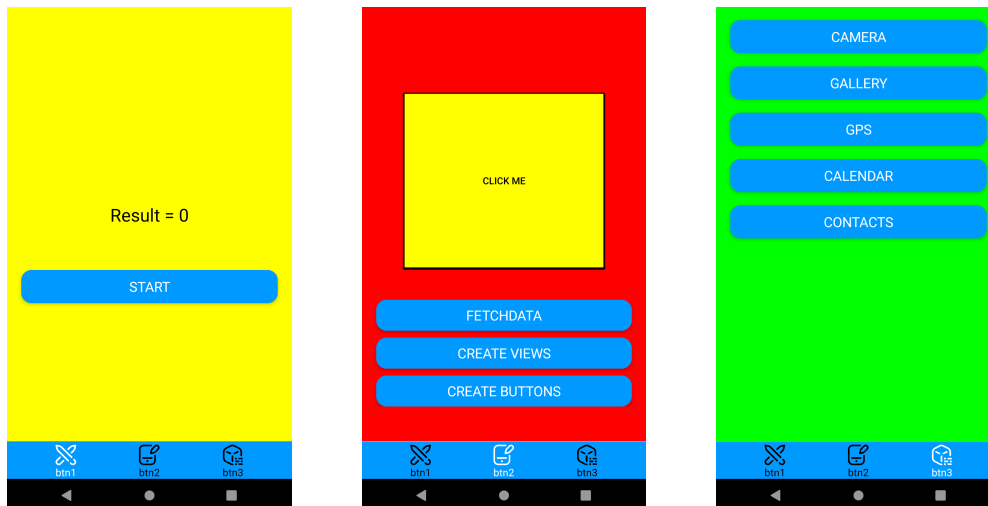 Result = 0
START
btn1
btn2
btn3
CLICK ME
FETCHDATA
CREATE VIEWS
CREATE BUTTONS
btn1
btn2
btn3
CAMERA
GALLERY
GPS
CALENDAR
CONTACTS
btn1
btn2
btn3